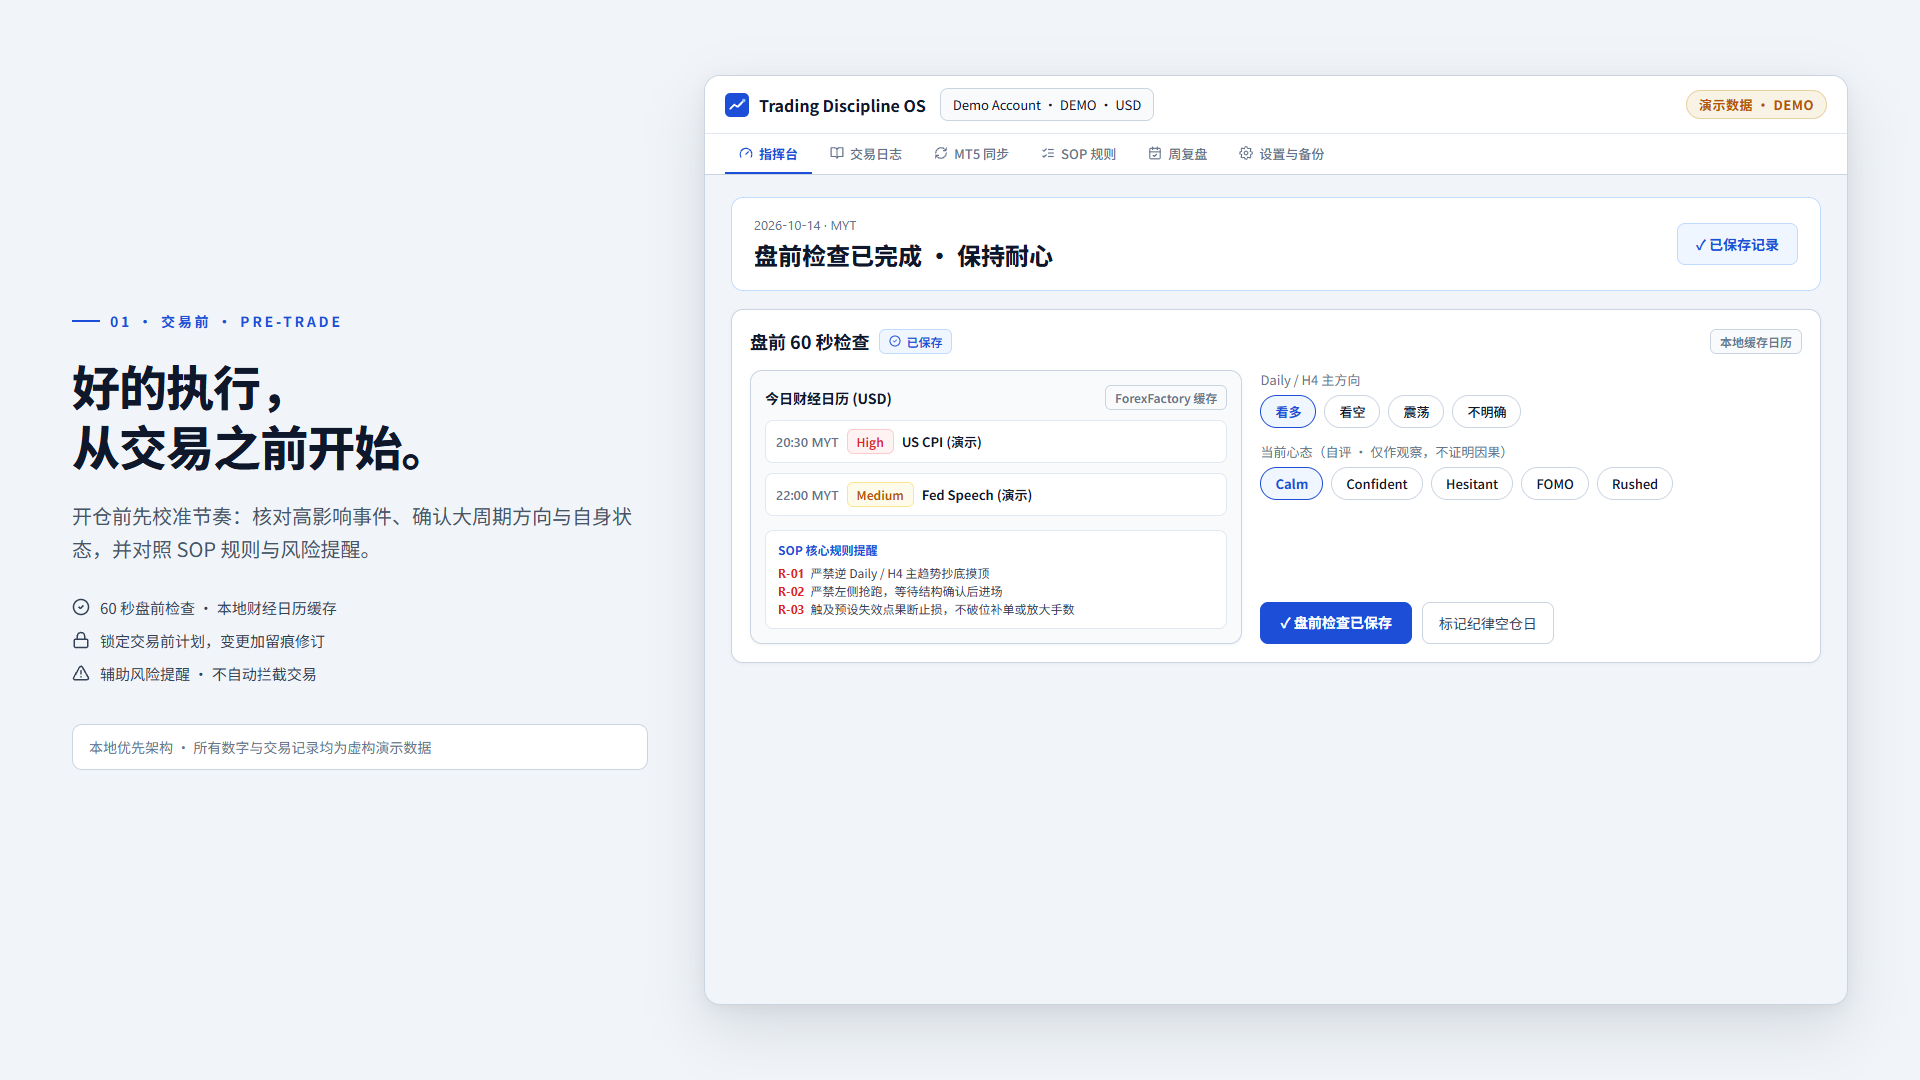 01 • 交易前 • PRE-TRADE
好的执行，
从交易之前开始。
开仓前先校准节奏：核对高影响事件、确认大周期方向与自身状
态，并对照 SOP 规则与风险提醒。
60 秒盘前检查 • 本地财经日历缓存
锁定交易前计划，变更加留痕修订
辅助风险提醒 • 不自动拦截交易
本地优先架构 • 所有数字与交易记录均为虚构演示数据
Trading Discipline OS
Demo Account • DEMO • USD
演示数据 • DEMO
指挥台
交易日志
MT5 同步
SOP 规则
周复盘
设置与备份
2026-10-14 · MYT
盘前检查已完成 • 保持耐心
✓ 已保存记录
盘前 60 秒检查
已保存
本地缓存日历
今日财经日历 (USD)
ForexFactory 缓存
20:30 MYT High US CPI (演示)
22:00 MYT Medium Fed Speech (演示)
SOP 核心规则提醒
R-01 严禁逆 Daily / H4 主趋势抄底摸顶
R-02 严禁左侧抢跑，等待结构确认后进场
R-03 触及预设失效点果断止损，不破位补单或放大手数
Daily / H4 主方向
看多 看空 震荡 不明确
当前心态（自评 • 仅作观察，不证明因果）
Calm Confident Hesitant FOMO Rushed
✓ 盘前检查已保存
标记纪律空仓日